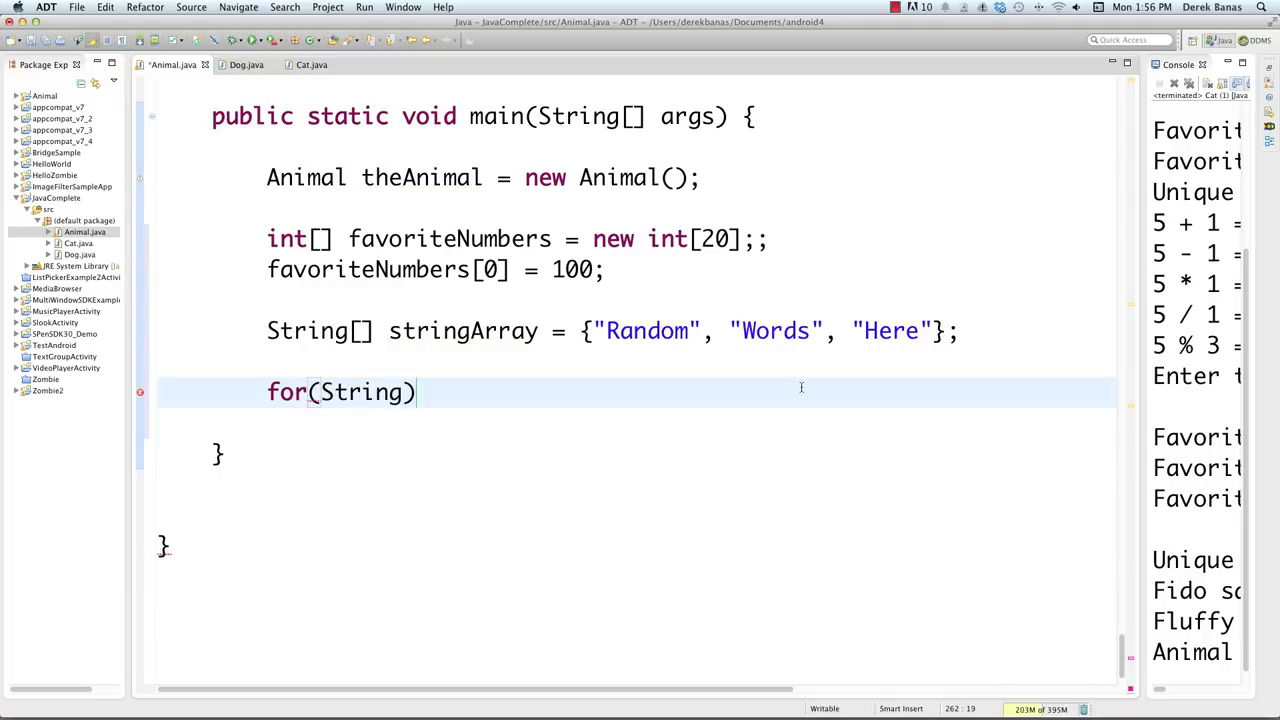 ADT File Edit Refactor Source Navigate Search Project Run Window Help 10 Mon 1:56 PM Derek Banas
Java - JavaComplete/src/Animal.java - ADT - /Users/derekbanas/Documents/android4
Quick Access Java DDMS
Package Exp
Animal
appcompat_v7
appcompat_v7_2
appcompat_v7_3
appcompat_v7_4
BridgeSample
HelloWorld
HelloZombie
ImageFilterSampleApp
JavaComplete
src
(default package)
Animal.java
Cat.java
Dog.java
JRE System Library [Ja
ListPickerExample2Activi
MediaBrowser
MultiWindowSDKExample
MusicPlayerActivity
SlookActivity
SPenSDK30_Demo
TestAndroid
TextGroupActivity
VideoPlayerActivity
Zombie
Zombie2
*Animal.java Dog.java Cat.java
public static void main(String[] args) {
Animal theAnimal = new Animal();
int[] favoriteNumbers = new int[20];;
favoriteNumbers[0] = 100;
String[] stringArray = {"Random", "Words", "Here"};
for(String)
}
}
Console
<terminated> Cat (1) [Java
Favorit
Favorit
Unique
5 + 1 =
5 - 1 =
5 * 1 =
5 / 1 =
5 % 3 =
Enter t
Favorit
Favorit
Favorit
Unique
Fido sa
Fluffy
Animal
Writable Smart Insert 262 : 19 203M of 395M